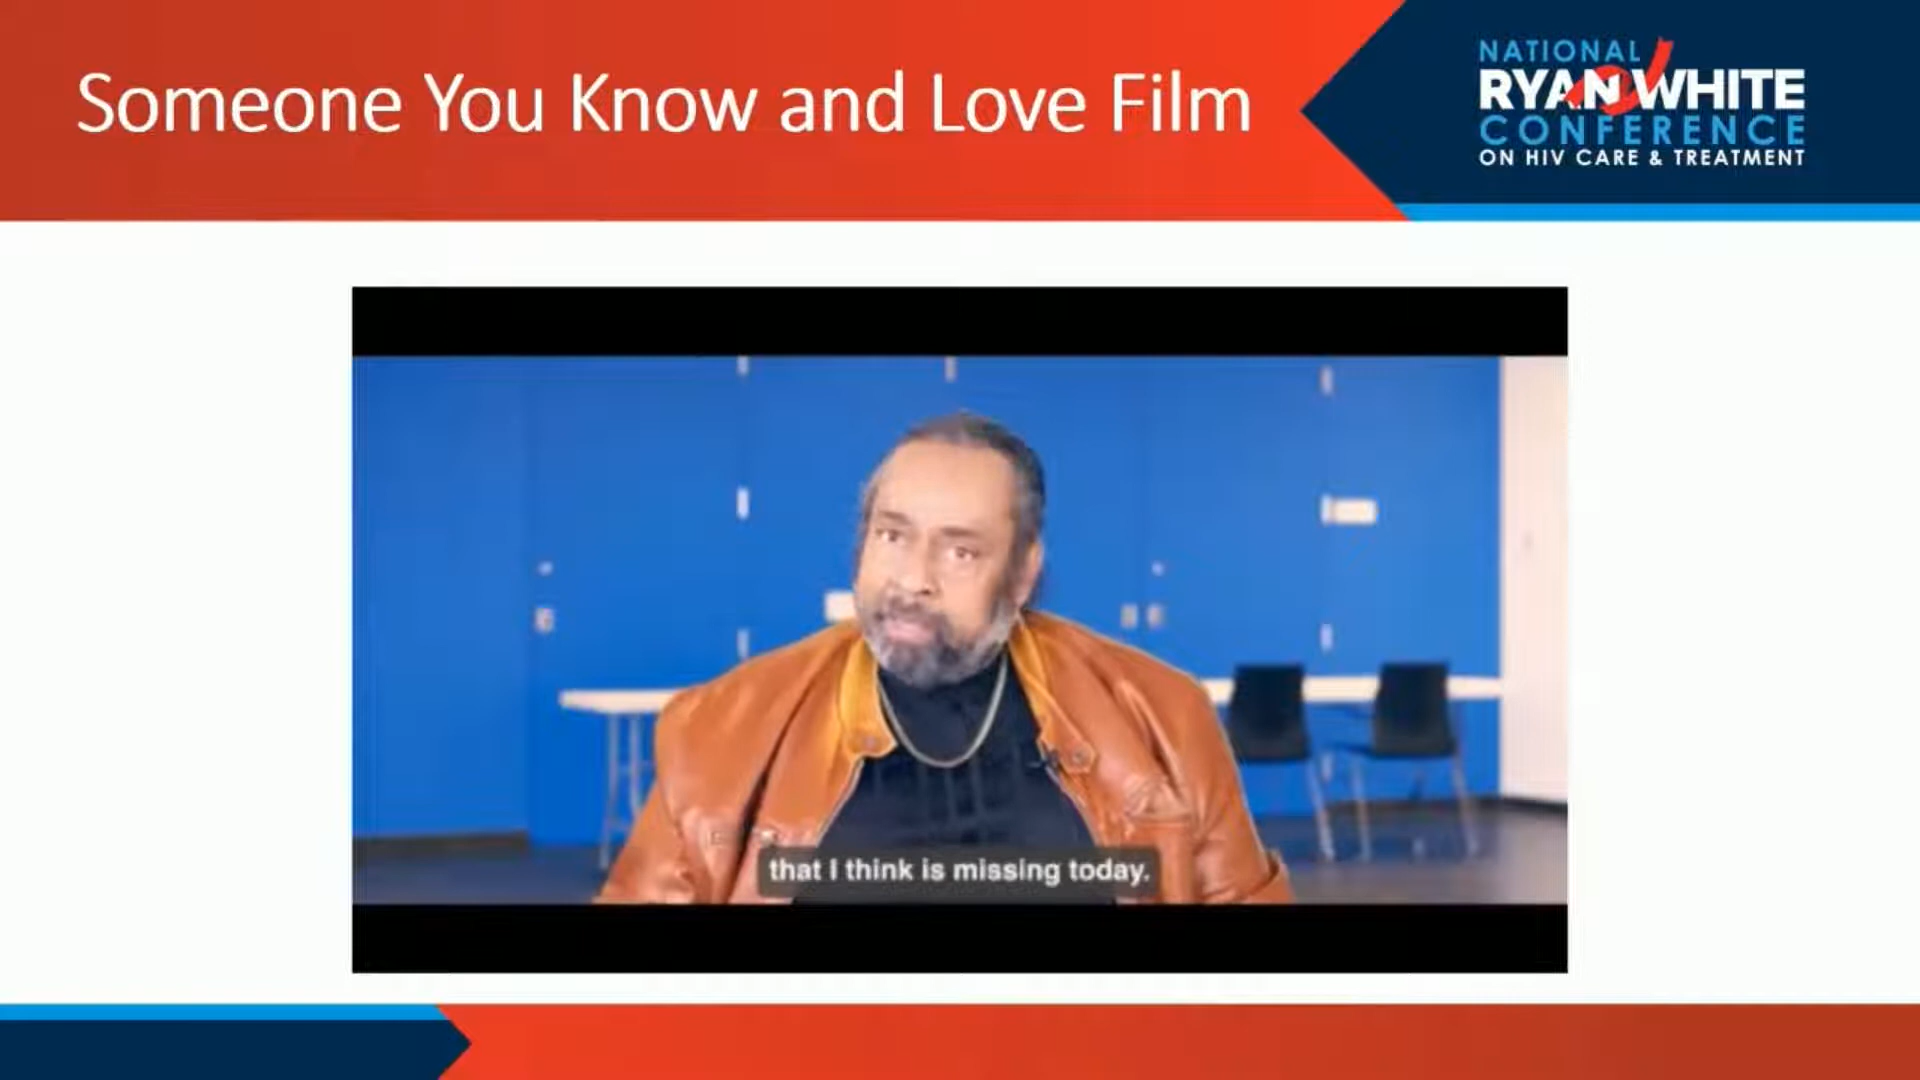 Someone You Know and Love Film
NATIONAL
RYAN WHITE
CONFERENCE
ON HIV CARE & TREATMENT
that I think is missing today.